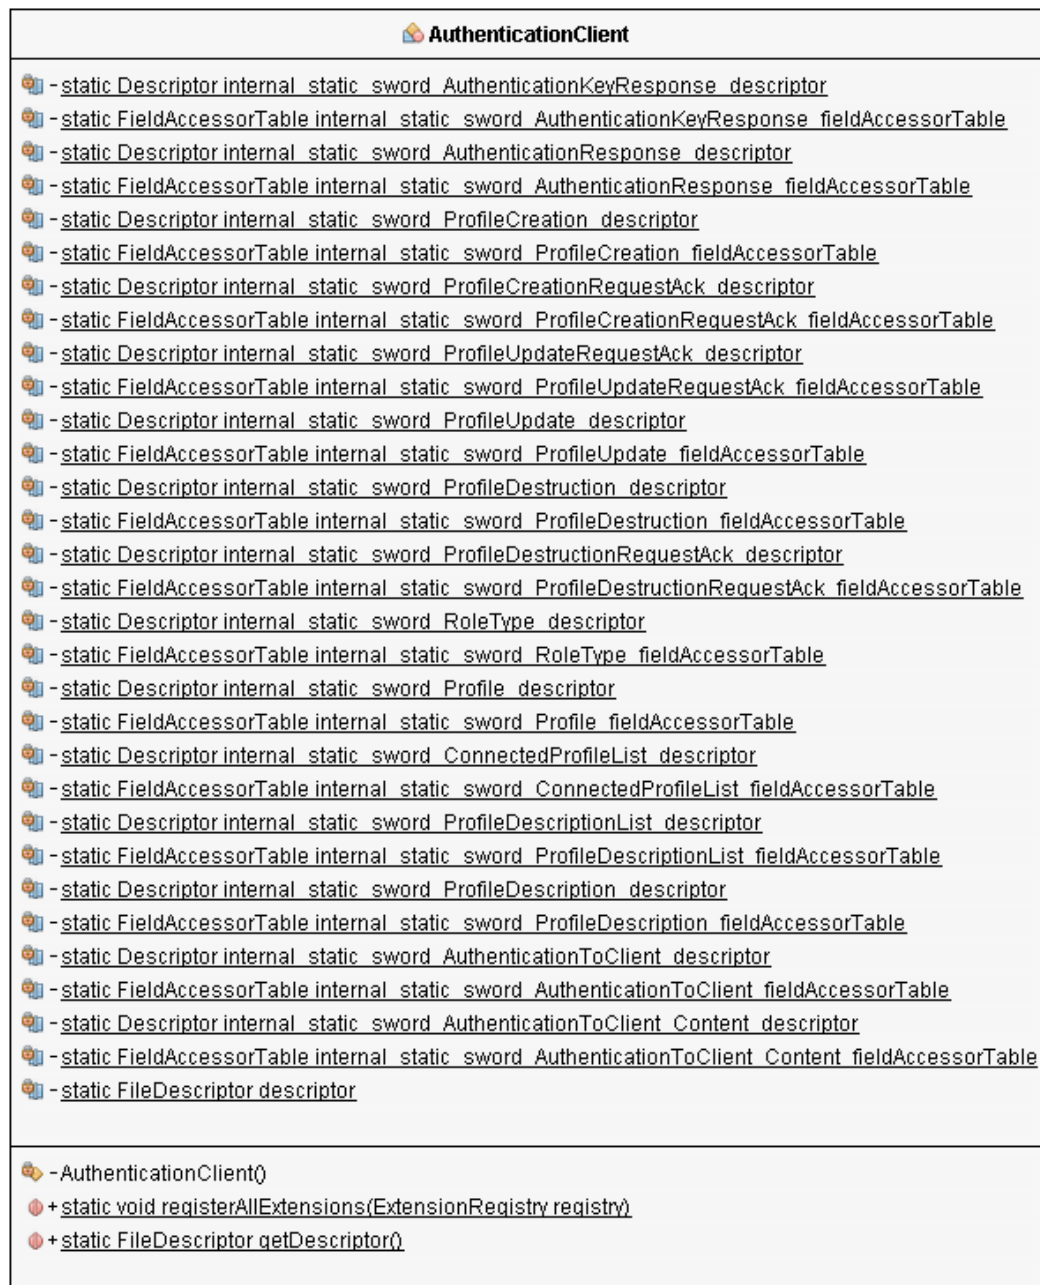 AuthenticationClient
- static Descriptor internal_static_sword_AuthenticationKeyResponse_descriptor
- static FieldAccessorTable internal_static_sword_AuthenticationKeyResponse_fieldAccessorTable
- static Descriptor internal_static_sword_AuthenticationResponse_descriptor
- static FieldAccessorTable internal_static_sword_AuthenticationResponse_fieldAccessorTable
- static Descriptor internal_static_sword_ProfileCreation_descriptor
- static FieldAccessorTable internal_static_sword_ProfileCreation_fieldAccessorTable
- static Descriptor internal_static_sword_ProfileCreationRequestAck_descriptor
- static FieldAccessorTable internal_static_sword_ProfileCreationRequestAck_fieldAccessorTable
- static Descriptor internal_static_sword_ProfileUpdateRequestAck_descriptor
- static FieldAccessorTable internal_static_sword_ProfileUpdateRequestAck_fieldAccessorTable
- static Descriptor internal_static_sword_ProfileUpdate_descriptor
- static FieldAccessorTable internal_static_sword_ProfileUpdate_fieldAccessorTable
- static Descriptor internal_static_sword_ProfileDestruction_descriptor
- static FieldAccessorTable internal_static_sword_ProfileDestruction_fieldAccessorTable
- static Descriptor internal_static_sword_ProfileDestructionRequestAck_descriptor
- static FieldAccessorTable internal_static_sword_ProfileDestructionRequestAck_fieldAccessorTable
- static Descriptor internal_static_sword_RoleType_descriptor
- static FieldAccessorTable internal_static_sword_RoleType_fieldAccessorTable
- static Descriptor internal_static_sword_Profile_descriptor
- static FieldAccessorTable internal_static_sword_Profile_fieldAccessorTable
- static Descriptor internal_static_sword_ConnectedProfileList_descriptor
- static FieldAccessorTable internal_static_sword_ConnectedProfileList_fieldAccessorTable
- static Descriptor internal_static_sword_ProfileDescriptionList_descriptor
- static FieldAccessorTable internal_static_sword_ProfileDescriptionList_fieldAccessorTable
- static Descriptor internal_static_sword_ProfileDescription_descriptor
- static FieldAccessorTable internal_static_sword_ProfileDescription_fieldAccessorTable
- static Descriptor internal_static_sword_AuthenticationToClient_descriptor
- static FieldAccessorTable internal_static_sword_AuthenticationToClient_fieldAccessorTable
- static Descriptor internal_static_sword_AuthenticationToClient_Content_descriptor
- static FieldAccessorTable internal_static_sword_AuthenticationToClient_Content_fieldAccessorTable
- static FileDescriptor descriptor
- AuthenticationClient()
+ static void registerAllExtensions(ExtensionRegistry registry)
+ static FileDescriptor getDescriptor()